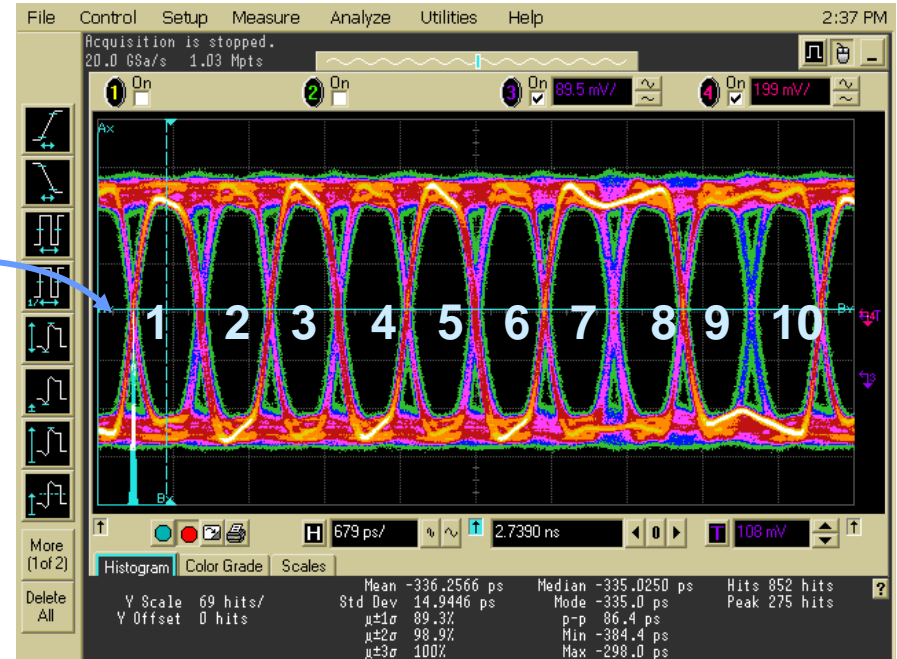 File Control Setup Measure Analyze Utilities Help 2:37 PM
Acquisition is stopped.
20.0 GSa/s 1.03 Mpts
1 On 2 On 3 On 89.5 mV/ 4 On 199 mV/
Ax
1 2 3 4 5 6 7 8 9 10
By
Bx
More
(1of 2)
Delete
All
H 679 ps/ 2.7390 ns 0 T 108 mV
Histogram Color Grade Scales
Mean -336.2566 ps Median -335.0250 ps Hits 852 hits
Y Scale 69 hits/ Std Dev 14.9446 ps Mode -335.0 ps Peak 275 hits
Y Offset 0 hits µ±1σ 89.3% p-p 86.4 ps
µ±2σ 98.9% Min -384.4 ps
µ±3σ 100% Max -298.0 ps
?